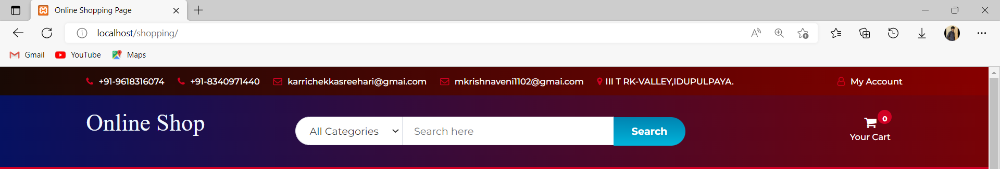 Online Shopping Page
localhost/shopping/
Gmail YouTube Maps
+91-9618316074 +91-8340971440 karrichekkasreehari@gmai.com mkrishnaveni1102@gmai.com III T RK-VALLEY,IDUPULPAYA. My Account
Online Shop All Categories Search here Search 0
Your Cart